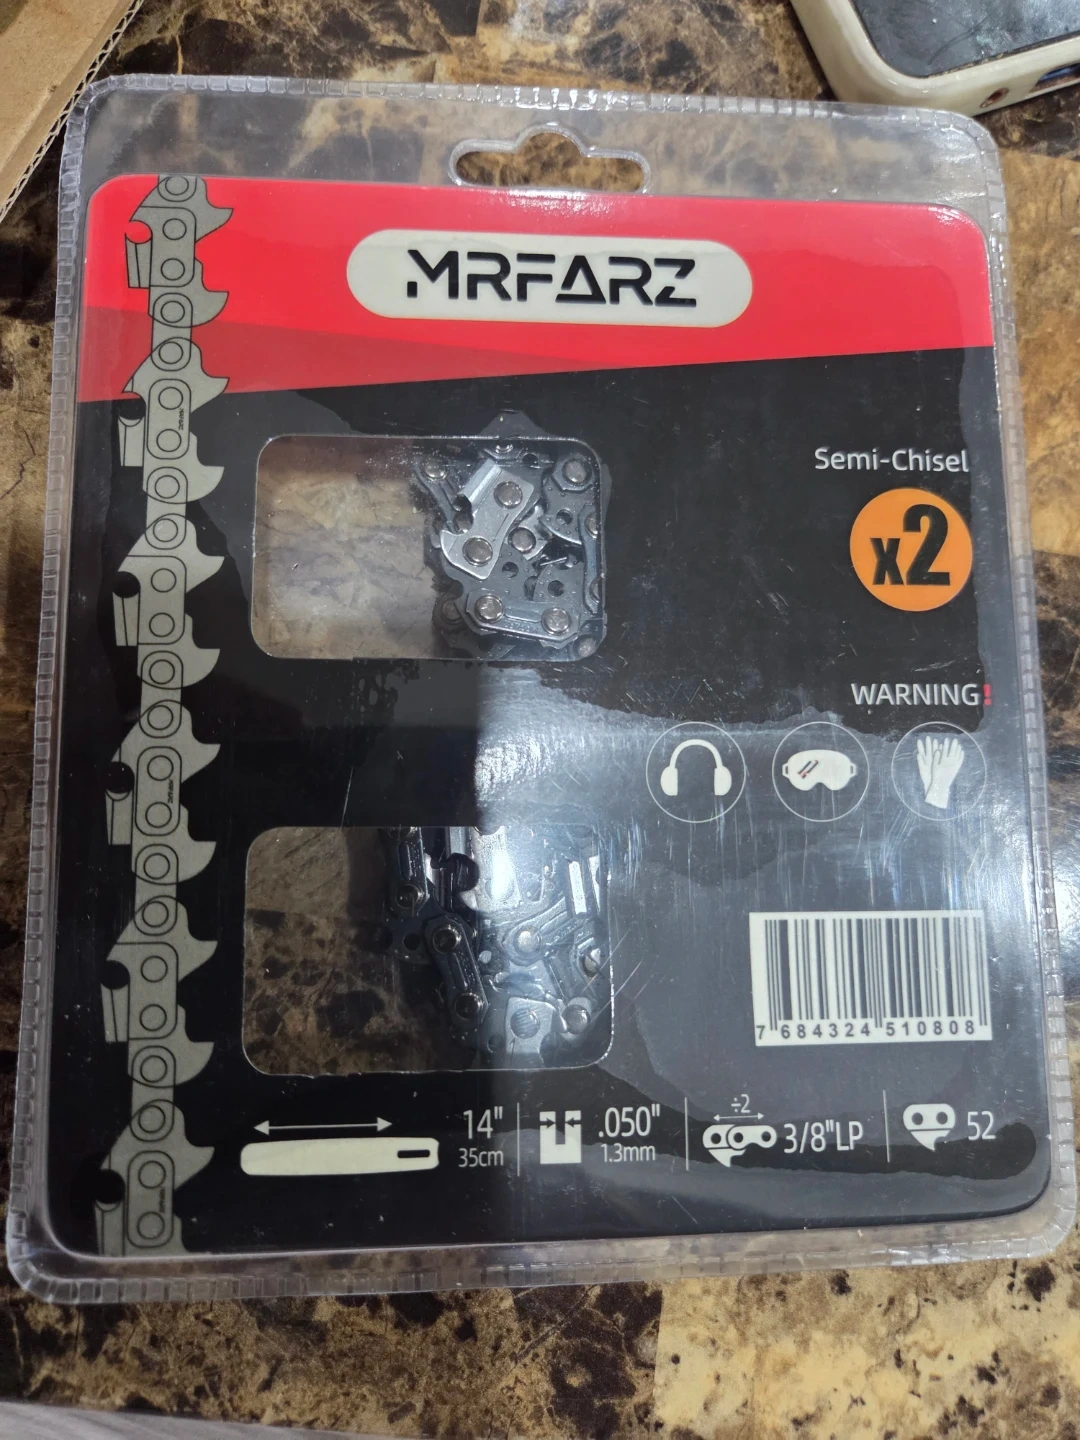 MRFARZ
Semi-Chisel
x2
WARNING!
7 684324 510808
14"
35cm
.050"
1.3mm
÷2
3/8"LP
52